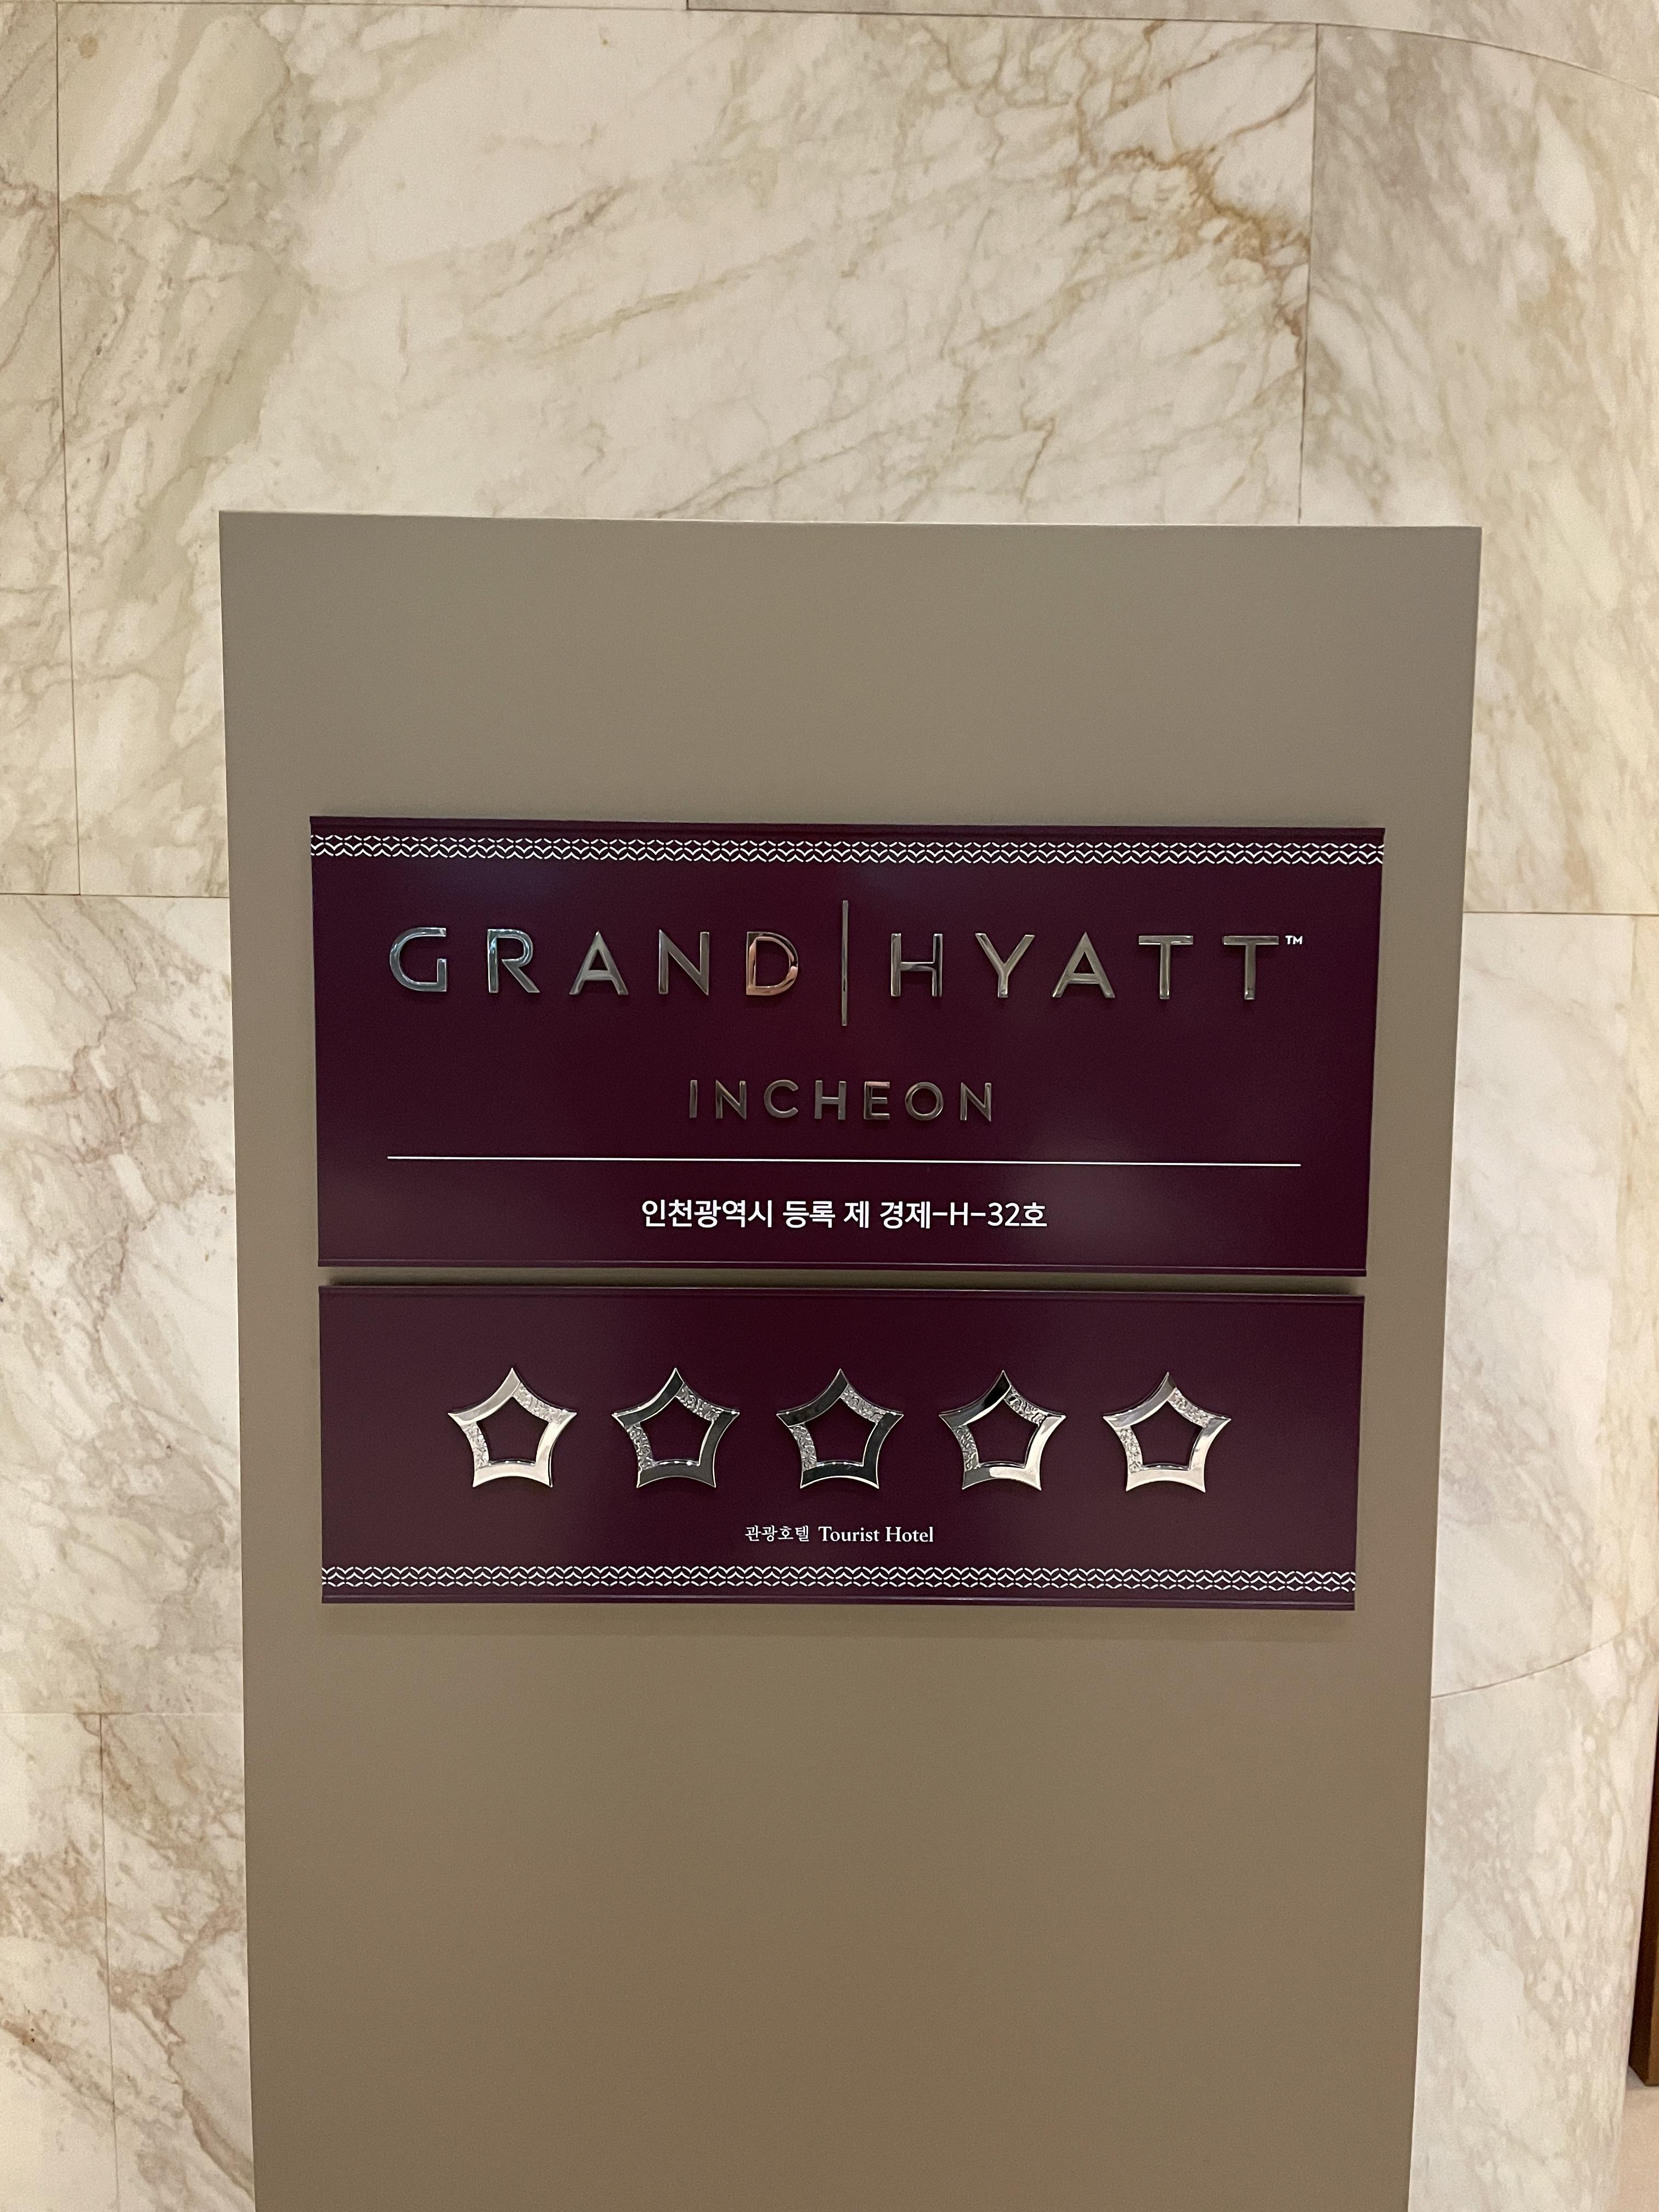 GRAND | HYATT™
INCHEON
인천광역시 등록 제 경제-H-32호
관광호텔 Tourist Hotel